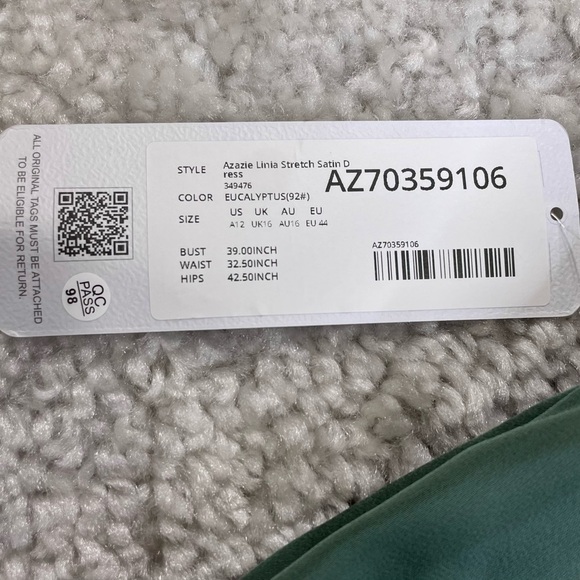 ALL ORIGINAL TAGS MUST BE ATTACHED
TO BE ELIGIBLE FOR RETURN.
QC
PASS
98
STYLE Azazie Linia Stretch Satin D
ress
349476
AZ70359106
COLOR EUCALYPTUS(92#)
SIZE US UK AU EU
A12 UK16 AU16 EU 44
BUST 39.00INCH
WAIST 32.50INCH
HIPS 42.50INCH
AZ70359106